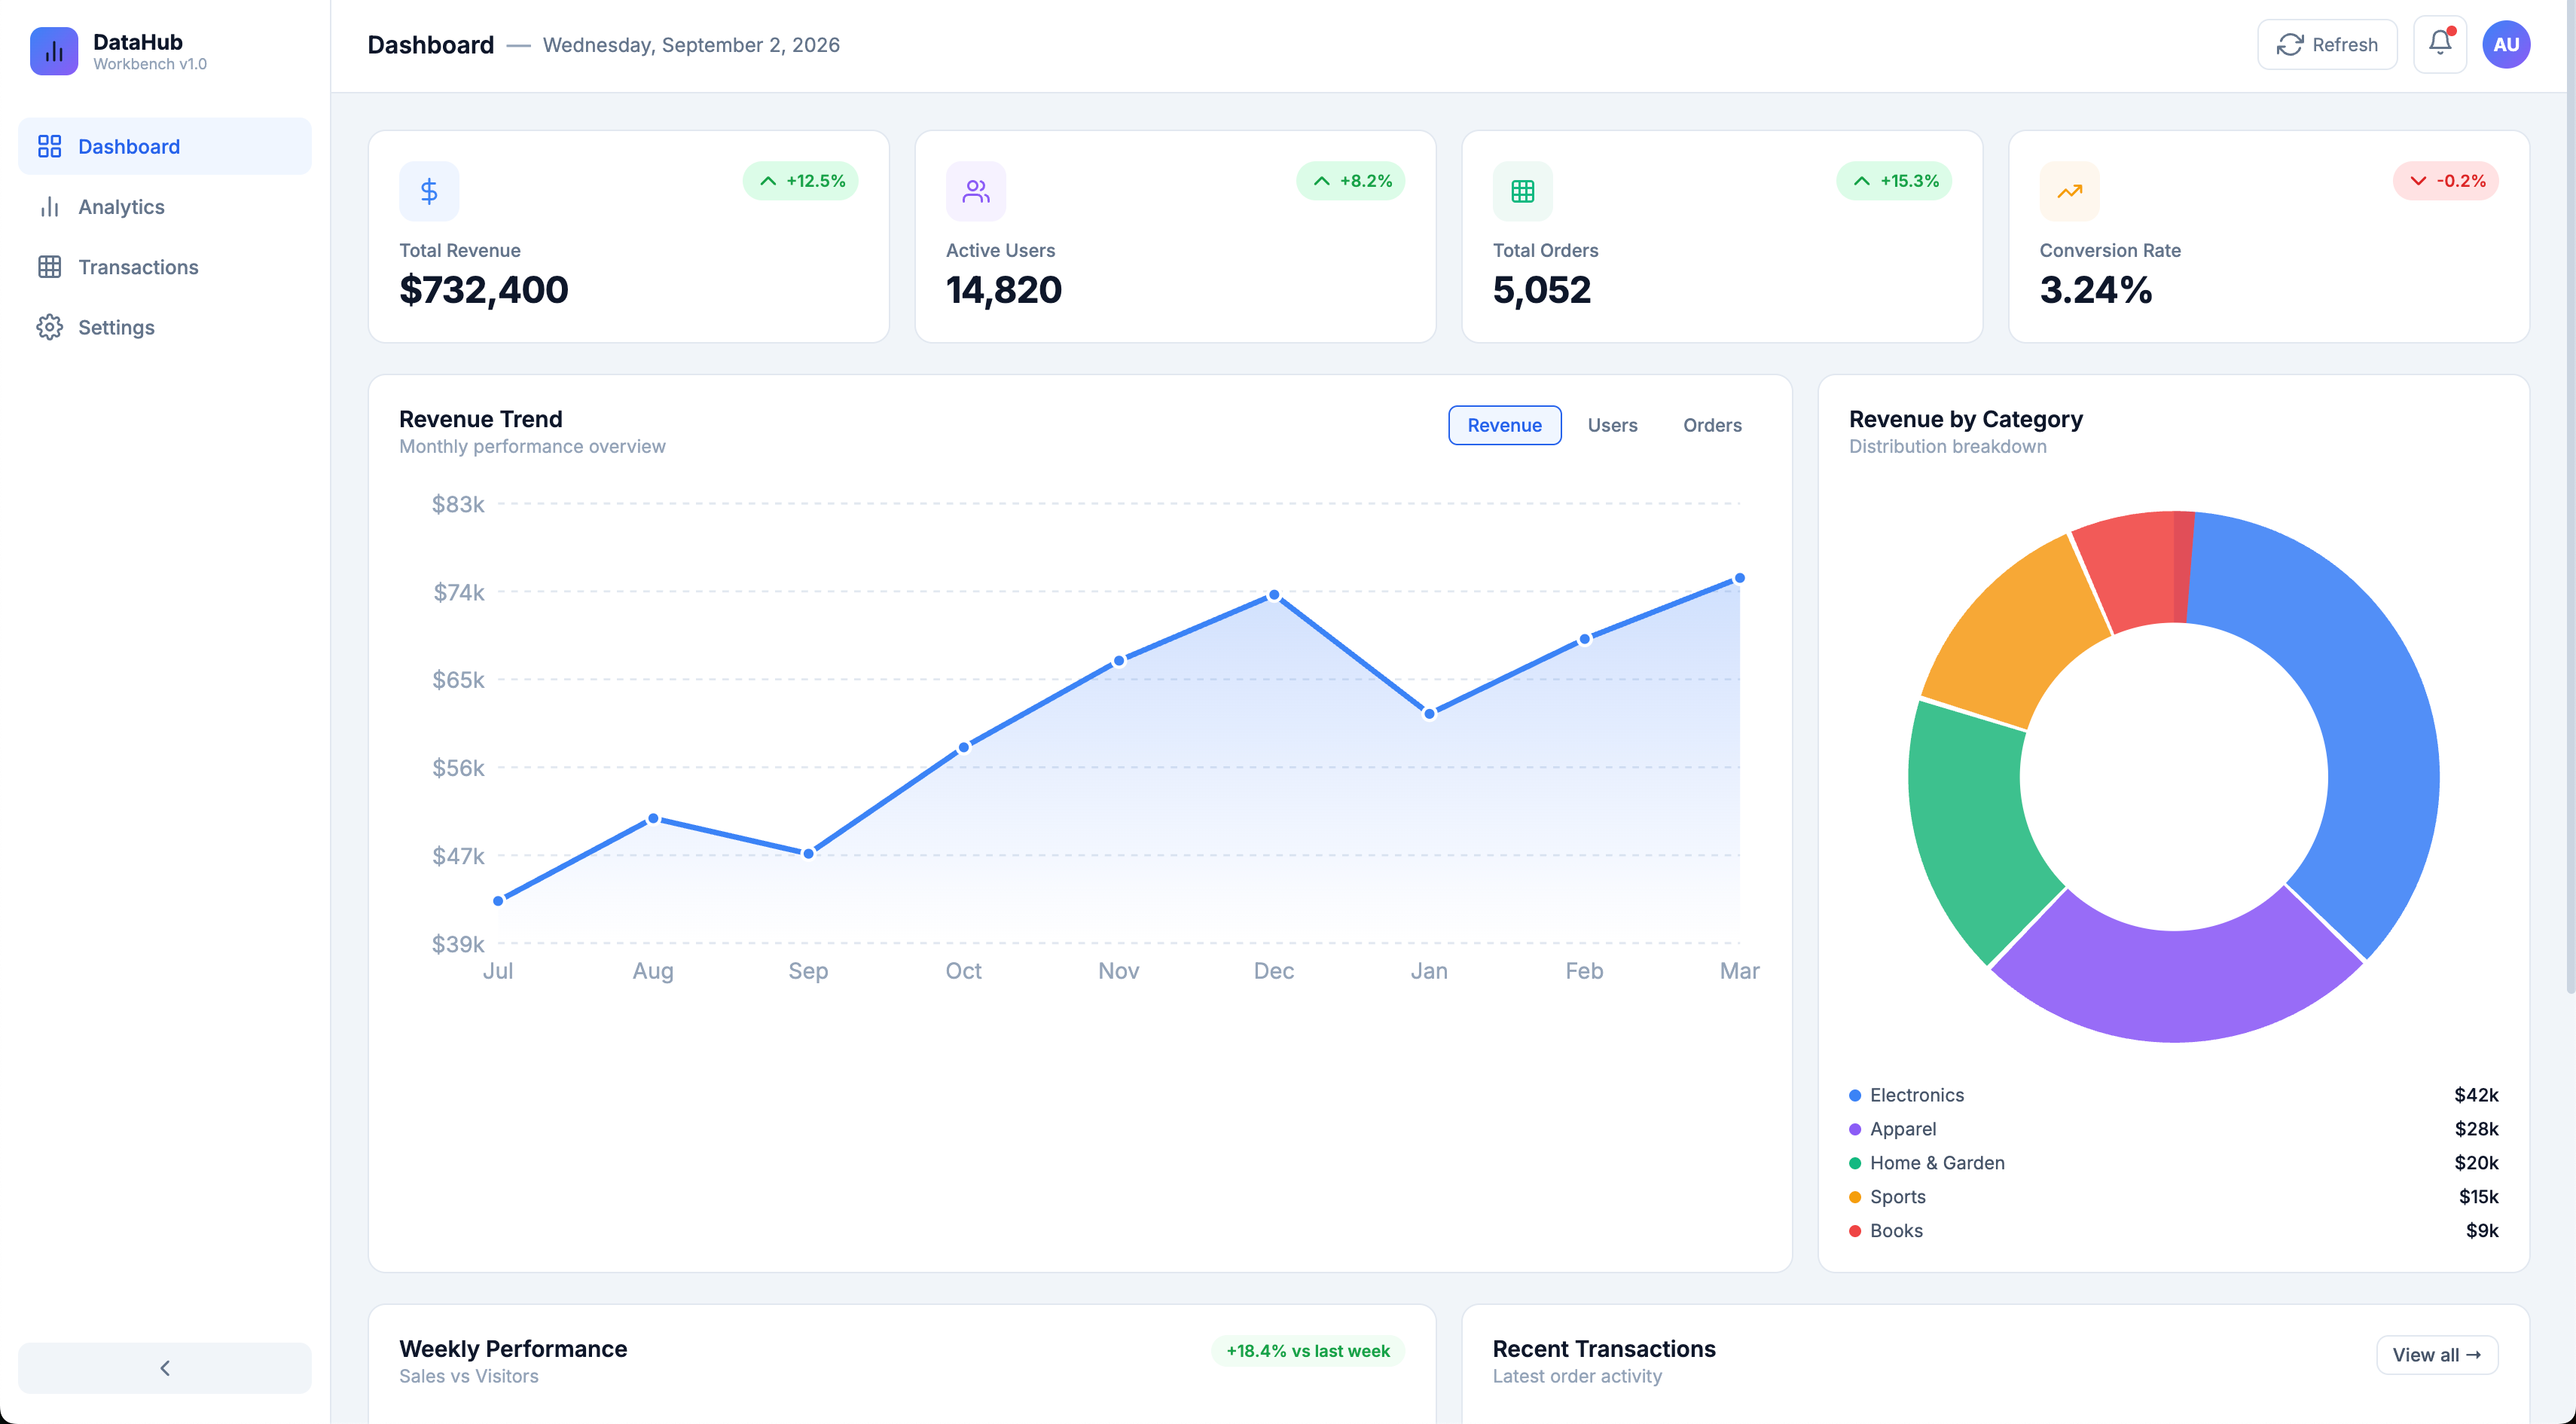 DataHub
Workbench v1.0
Dashboard
Analytics
Transactions
Settings
Dashboard — Wednesday, September 2, 2026
Refresh
AU
+12.5%
Total Revenue
$732,400
+8.2%
Active Users
14,820
+15.3%
Total Orders
5,052
-0.2%
Conversion Rate
3.24%
Revenue Trend
Monthly performance overview
Revenue Users Orders
$83k
$74k
$65k
$56k
$47k
$39k
Jul Aug Sep Oct Nov Dec Jan Feb Mar
Revenue by Category
Distribution breakdown
Electronics $42k
Apparel $28k
Home & Garden $20k
Sports $15k
Books $9k
Weekly Performance
Sales vs Visitors
+18.4% vs last week
Recent Transactions
Latest order activity
View all →